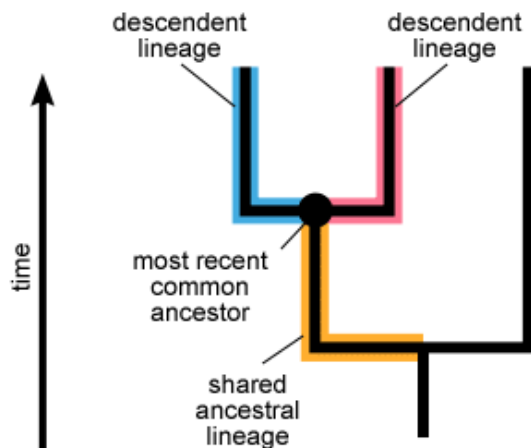 descendent
lineage
descendent
lineage
time
most recent
common
ancestor
shared
ancestral
lineage